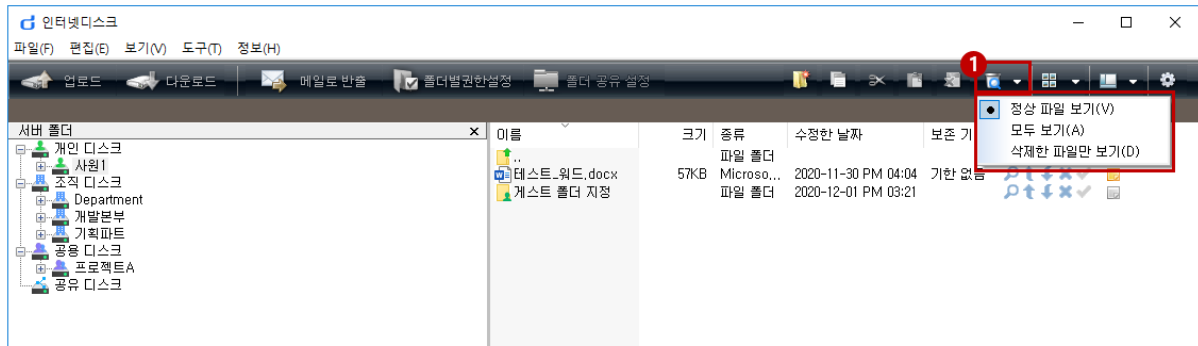 인터넷디스크
파일(F) 편집(E) 보기(V) 도구(T) 정보(H)
업로드 다운로드 메일로 반출 폴더별권한설정 폴더 공유 설정
1
정상 파일 보기(V)
모두 보기(A)
삭제한 파일만 보기(D)
서버 폴더
개인 디스크
사원1
조직 디스크
Department
개발본부
기획파트
공용 디스크
프로젝트A
공유 디스크
이름 크기 종류 수정한 날짜 보존 기
.. 파일 폴더
테스트_워드.docx 57KB Microso... 2020-11-30 PM 04:04 기한 없음
게스트 폴더 지정 파일 폴더 2020-12-01 PM 03:21